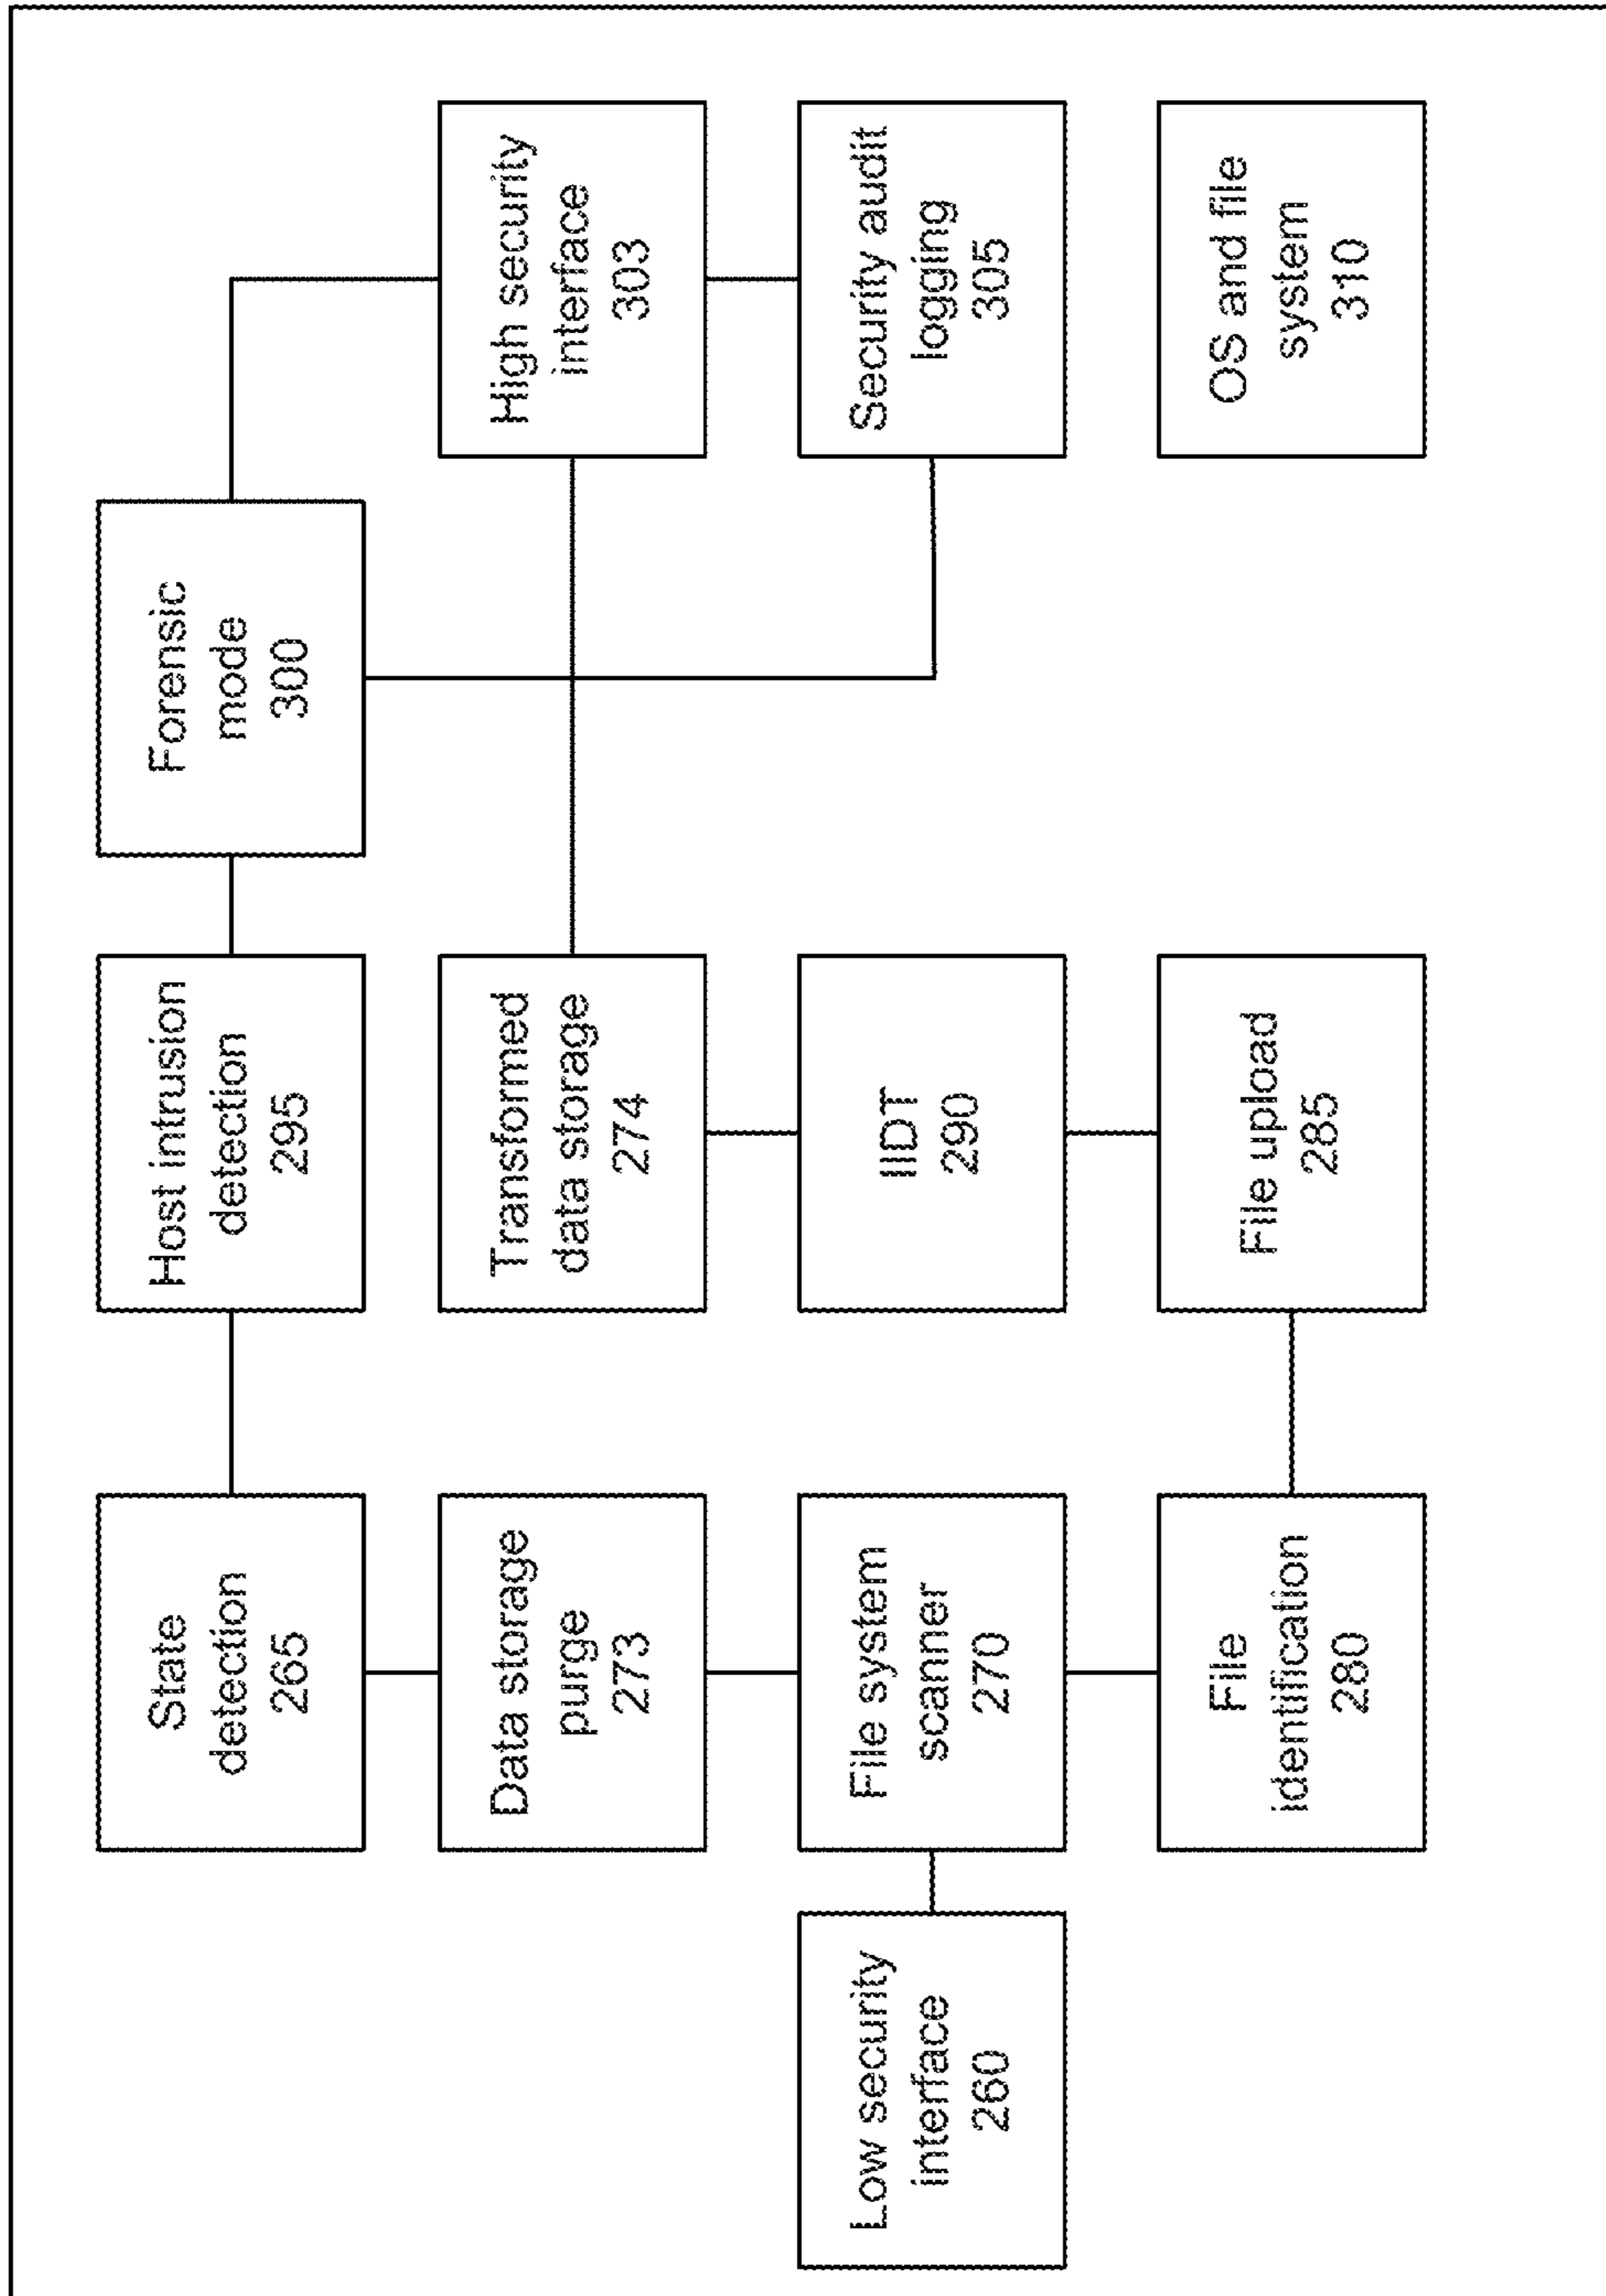 State
detection
265
Host intrusion
detection
295
Forensic
mode
300
Data storage
purge
273
Transformed
data storage
274
High security
interface
303
Low security
interface
260
File system
scanner
270
IIDT
290
Security audit
logging
305
File
identification
280
File upload
285
OS and file
system
310